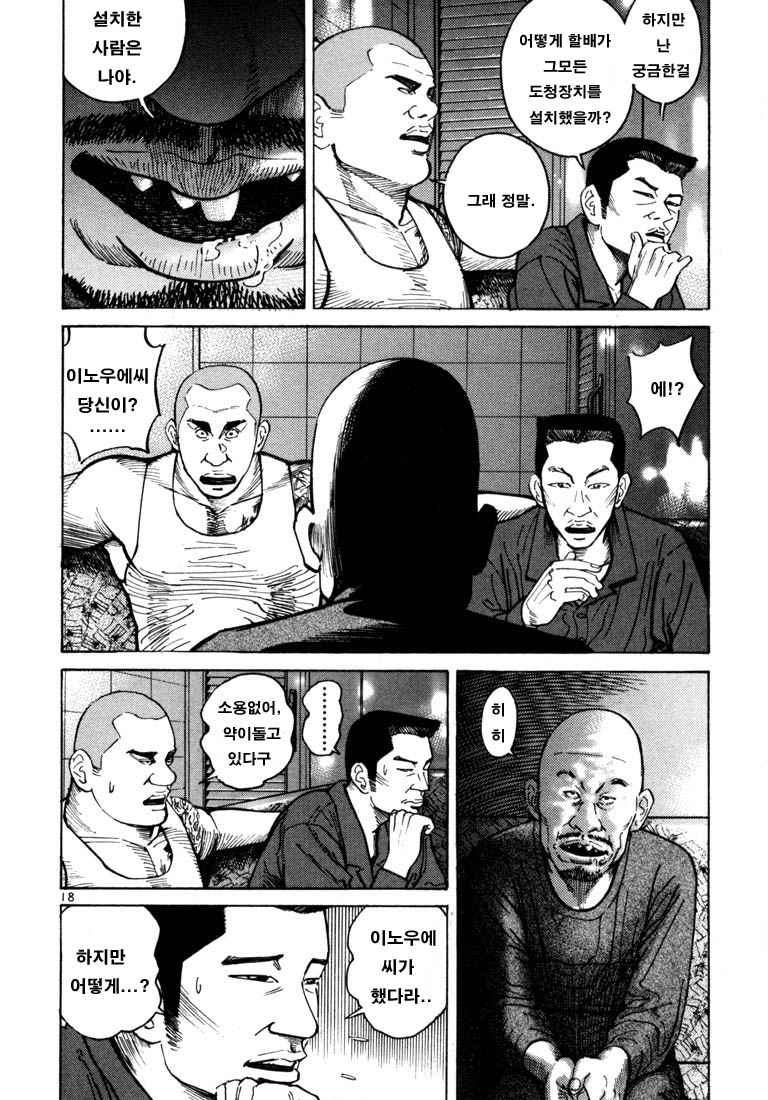 하지만
난
궁금한걸
어떻게 할배가
그모든
도청장치를
설치했을까?
그래 정말.
설치한
사람은
나야.
에!?
이노우에씨
당신이?
……
히
히
………
소용없어,
약이돌고
있다구
18
이노우에
씨가
했다라..
하지만
어떻게...?